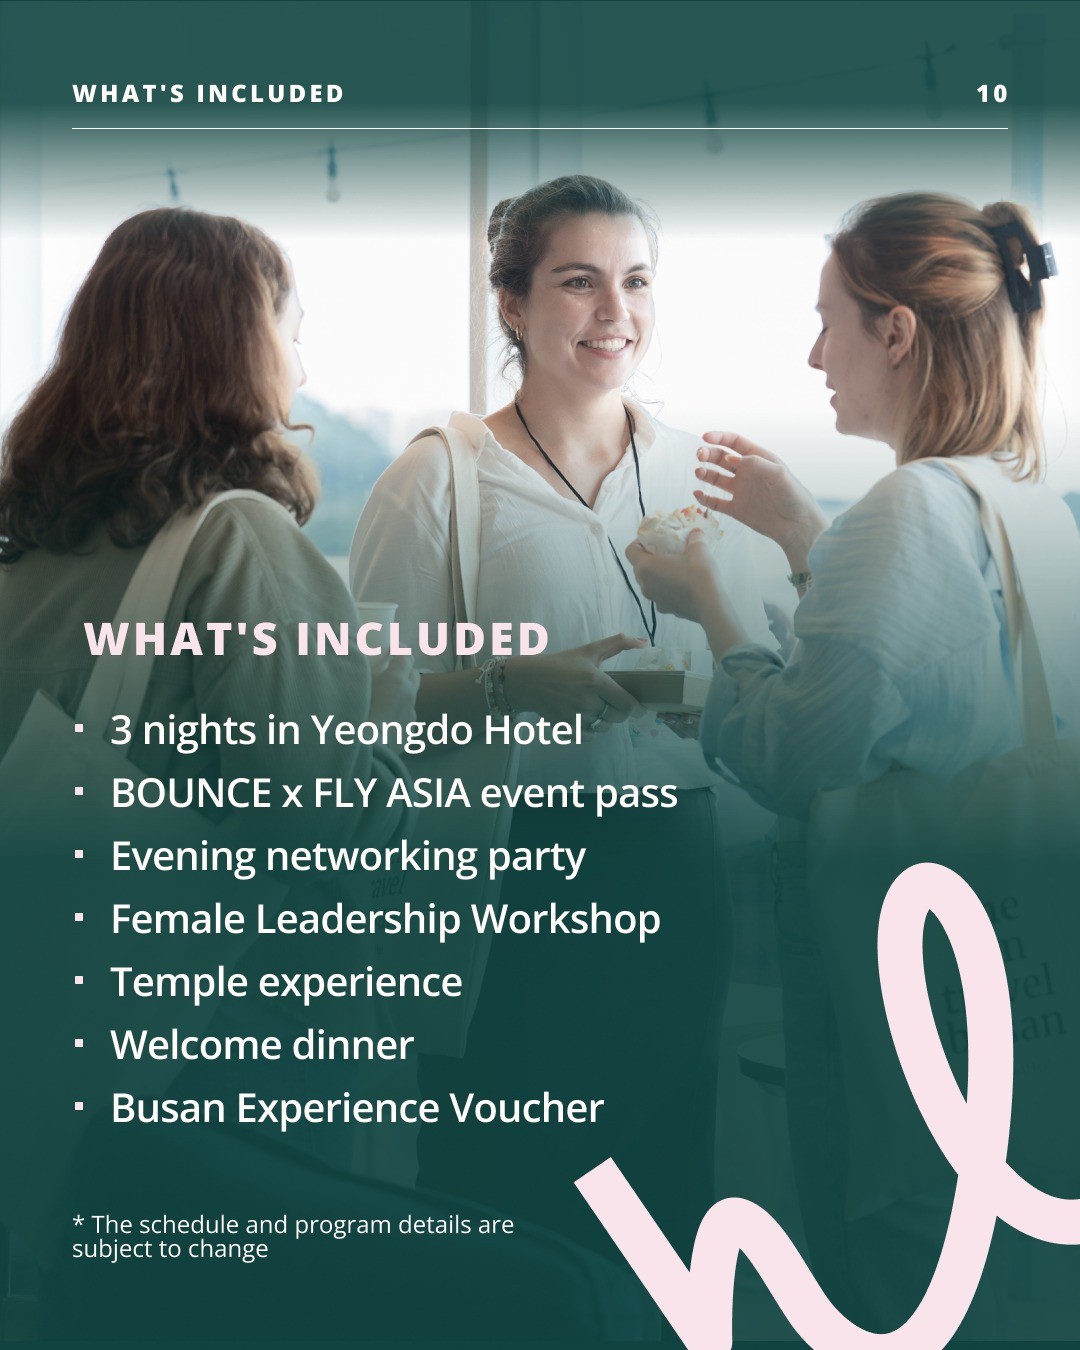 WHAT'S INCLUDED 10
WHAT'S INCLUDED
▪ 3 nights in Yeongdo Hotel
▪ BOUNCE x FLY ASIA event pass
▪ Evening networking party
▪ Female Leadership Workshop
▪ Temple experience
▪ Welcome dinner
▪ Busan Experience Voucher
* The schedule and program details are
subject to change